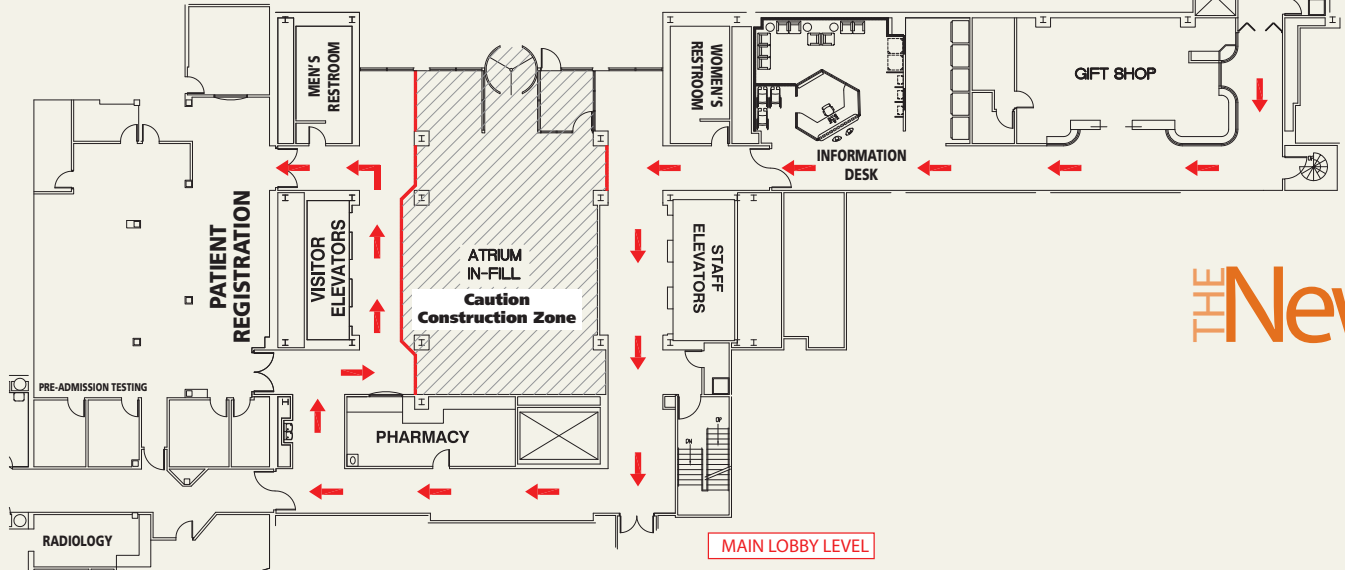 MEN'S
RESTROOM
WOMEN'S
RESTROOM
GIFT SHOP
INFORMATION
DESK
PATIENT
REGISTRATION
VISITOR
ELEVATORS
ATRIUM
IN-FILL
Caution
Construction Zone
STAFF
ELEVATORS
THE New
PRE-ADMISSION TESTING
PHARMACY
DN
UP
RADIOLOGY
MAIN LOBBY LEVEL